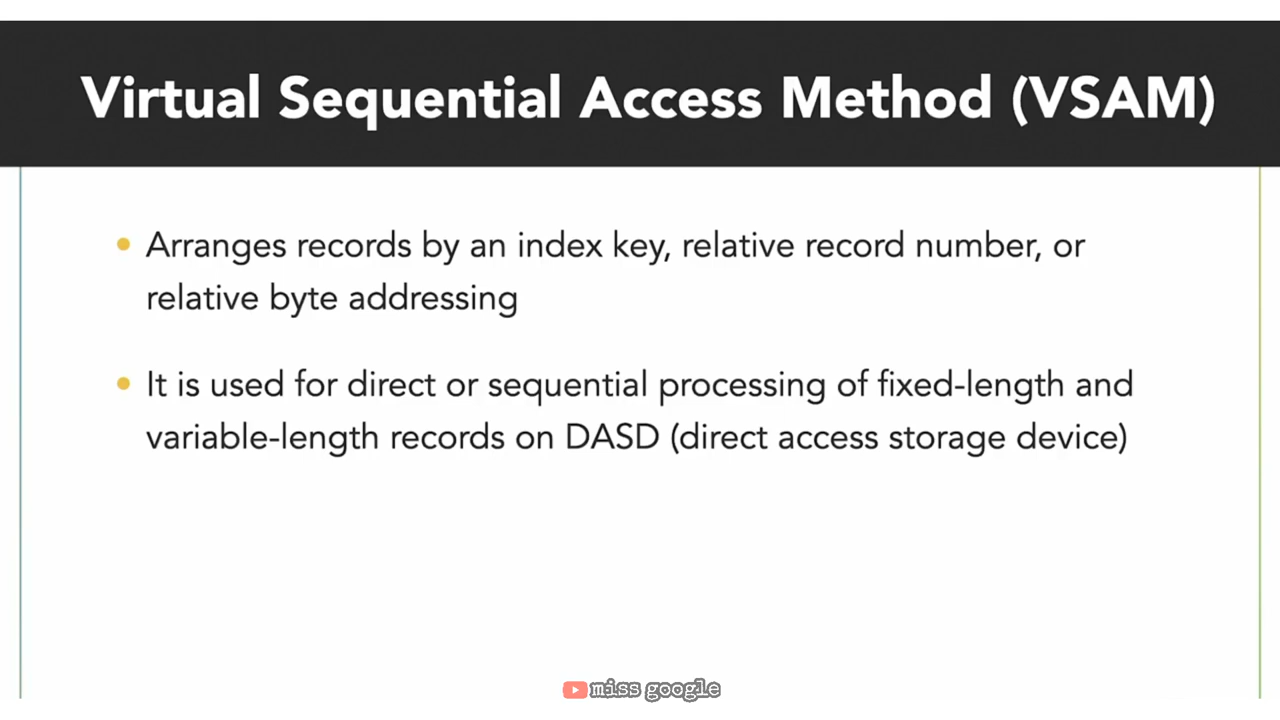 Virtual Sequential Access Method (VSAM)
• Arranges records by an index key, relative record number, or
relative byte addressing
• It is used for direct or sequential processing of fixed-length and
variable-length records on DASD (direct access storage device)
miss google